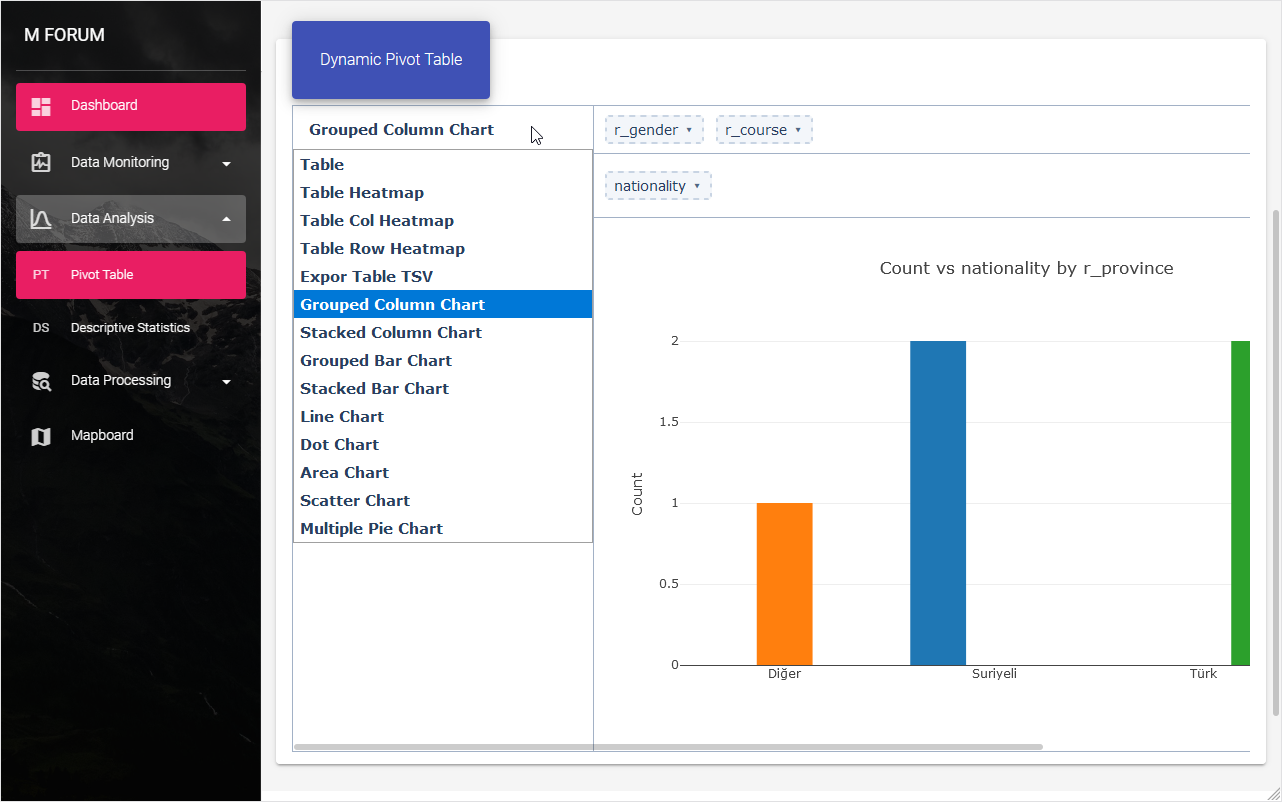 M FORUM
Dashboard
Data Monitoring
Data Analysis
PT Pivot Table
DS Descriptive Statistics
Data Processing
Mapboard
Dynamic Pivot Table
Grouped Column Chart
r_gender ▾ r_course ▾
nationality ▾
Table
Table Heatmap
Table Col Heatmap
Table Row Heatmap
Expor Table TSV
Grouped Column Chart
Stacked Column Chart
Grouped Bar Chart
Stacked Bar Chart
Line Chart
Dot Chart
Area Chart
Scatter Chart
Multiple Pie Chart
Count vs nationality by r_province
2
1.5
1
0.5
0
Count
Diğer Suriyeli Türk